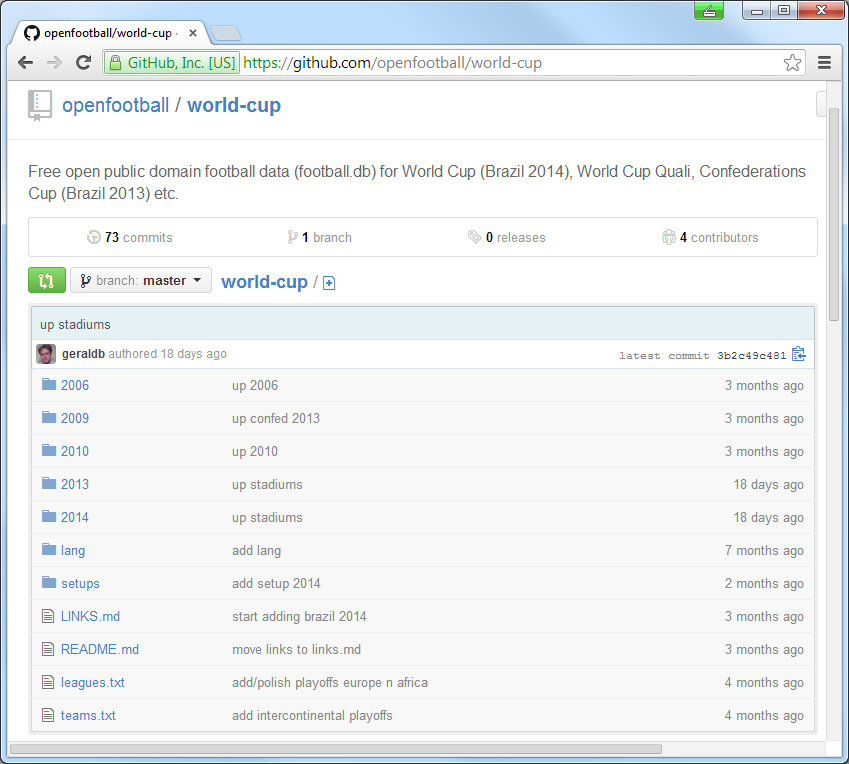 openfootball/world-cup ·
GitHub, Inc. [US] https://github.com/openfootball/world-cup
openfootball / world-cup
Free open public domain football data (football.db) for World Cup (Brazil 2014), World Cup Quali, Confederations
Cup (Brazil 2013) etc.
73 commits 1 branch 0 releases 4 contributors
branch: master world-cup /
up stadiums
geraldb authored 18 days ago latest commit 3b2c49c481
2006 up 2006 3 months ago
2009 up confed 2013 3 months ago
2010 up 2010 3 months ago
2013 up stadiums 18 days ago
2014 up stadiums 18 days ago
lang add lang 7 months ago
setups add setup 2014 2 months ago
LINKS.md start adding brazil 2014 3 months ago
README.md move links to links.md 3 months ago
leagues.txt add/polish playoffs europe n africa 4 months ago
teams.txt add intercontinental playoffs 4 months ago